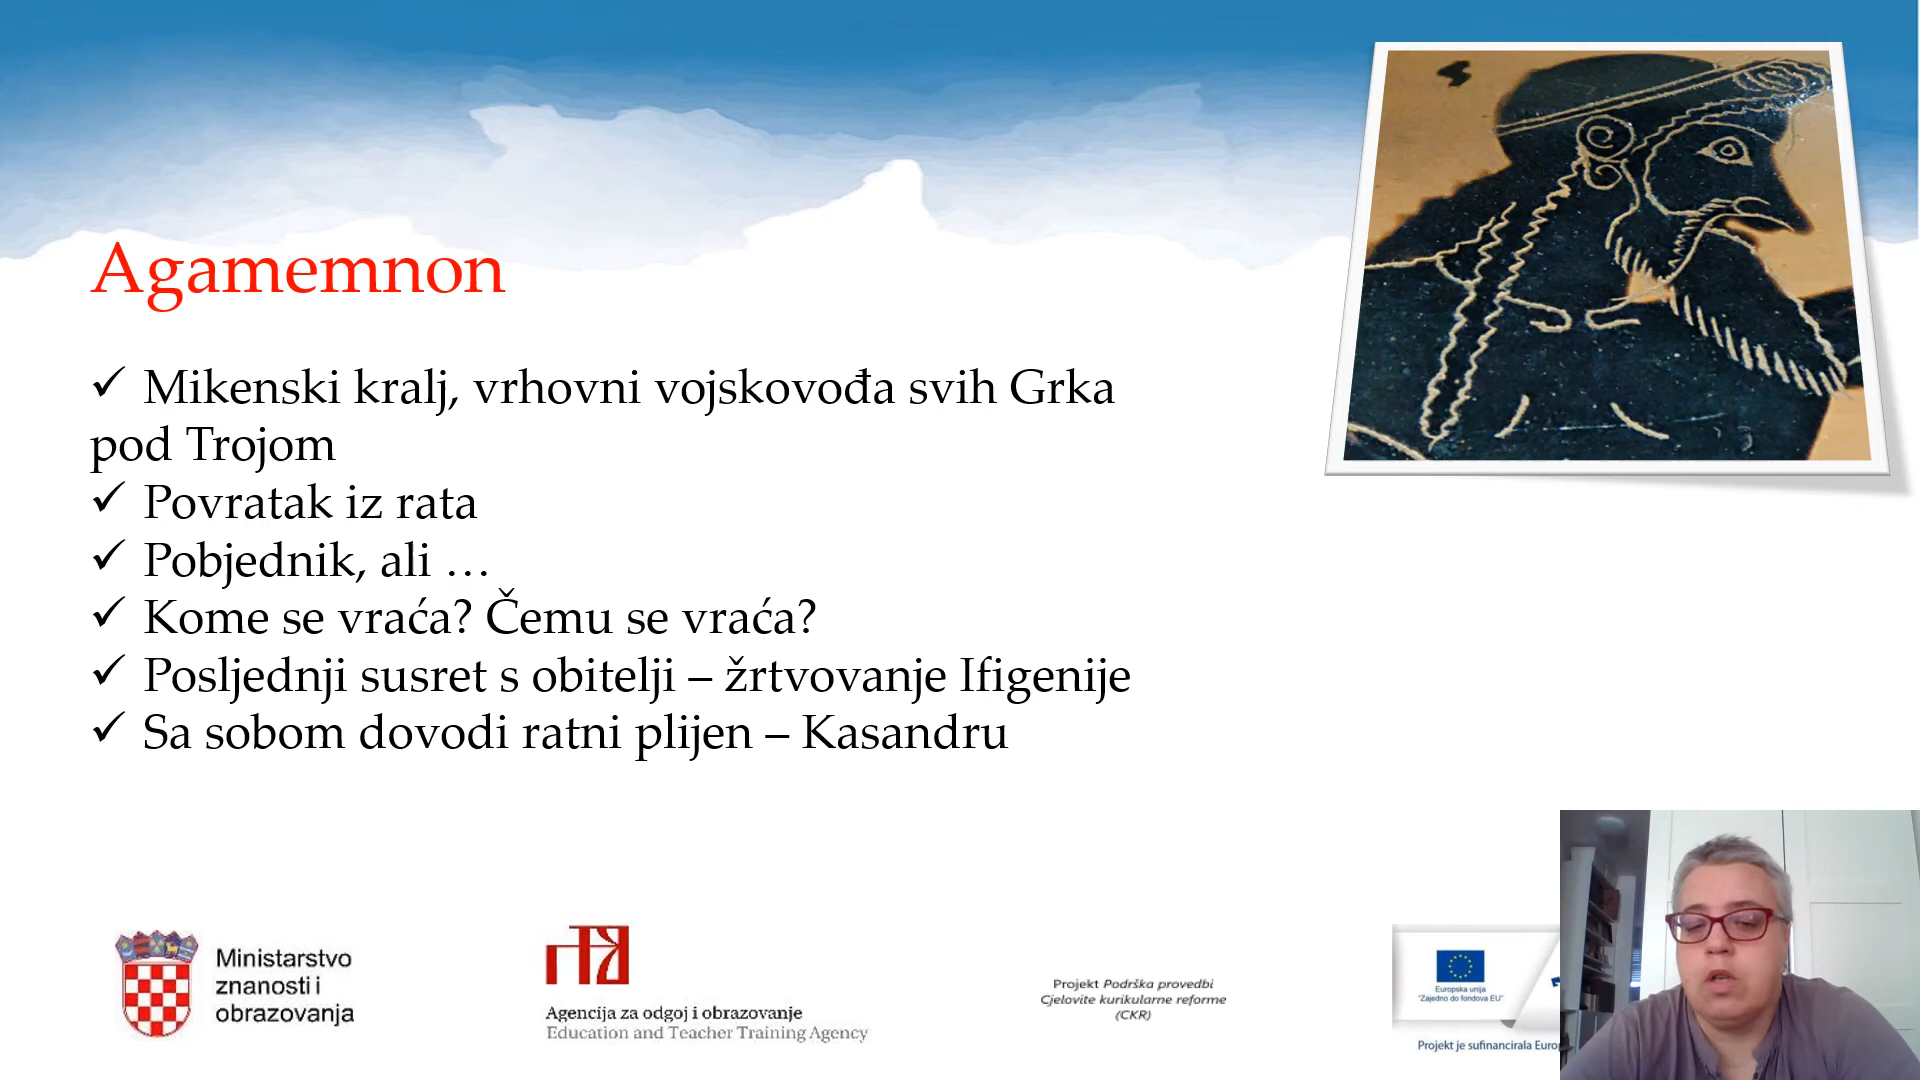 Agamemnon
✓ Mikenski kralj, vrhovni vojskovođa svih Grka
pod Trojom
✓ Povratak iz rata
✓ Pobjednik, ali …
✓ Kome se vraća? Čemu se vraća?
✓ Posljednji susret s obitelji – žrtvovanje Ifigenije
✓ Sa sobom dovodi ratni plijen – Kasandru
Ministarstvo
znanosti i
obrazovanja
Agencija za odgoj i obrazovanje
Education and Teacher Training Agency
Projekt Podrška provedbi
Cjelovite kurikularne reforme
(CKR)
Europska unija
"Zajedno do fondova EU"
Projekt je sufinancirala